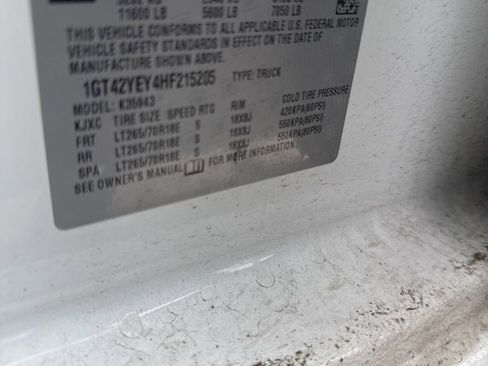 11600 LB 5600 LB 7050 LB
THIS VEHICLE CONFORMS TO ALL APPLICABLE U.S. FEDERAL MOTOR
VEHICLE SAFETY STANDARDS IN EFFECT ON THE DATE OF
MANUFACTURE SHOWN ABOVE.
1GT42YEY4HF215205 TYPE: TRUCK
MODEL: K35943
KJXC TIRE SIZE SPEED RTG RIM COLD TIRE PRESSURE
FRT LT265/70R18E S 18X8J 420KPA(60PSI)
RR LT265/70R18E S 18X8J 550KPA(80PSI)
SPA LT265/70R18E S 18X8J 550KPA(80PSI)
SEE OWNER'S MANUAL FOR MORE INFORMATION.